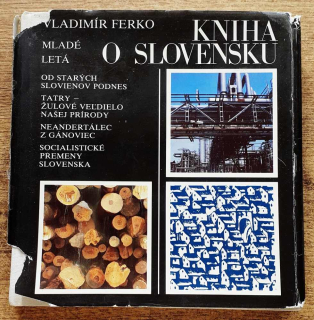 VLADIMÍR FERKO
KNIHA
O SLOVENSKU
MLADÉ
LETÁ
OD STARÝCH
SLOVIENOV PODNES
TATRY –
ŽULOVÉ VEĽDIELO
NAŠEJ PRÍRODY
NEANDERTÁLEC
Z GÁNOVIEC
SOCIALISTICKÉ
PREMENY
SLOVENSKA